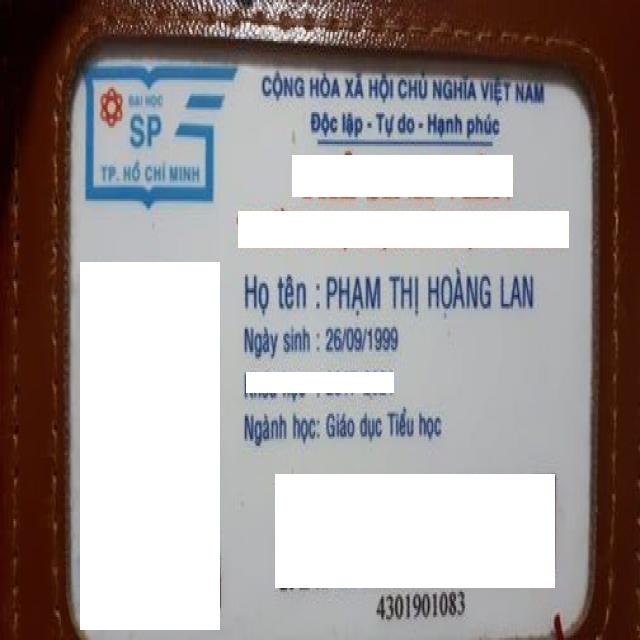 ĐẠI HỌC
SP
TP. HỒ CHÍ MINH
CỘNG HÒA XÃ HỘI CHỦ NGHĨA VIỆT NAM
Độc lập - Tự do - Hạnh phúc
Họ tên : PHẠM THỊ HOÀNG LAN
Ngày sinh : 26/09/1999
Ngành học: Giáo dục Tiểu học
4301901083